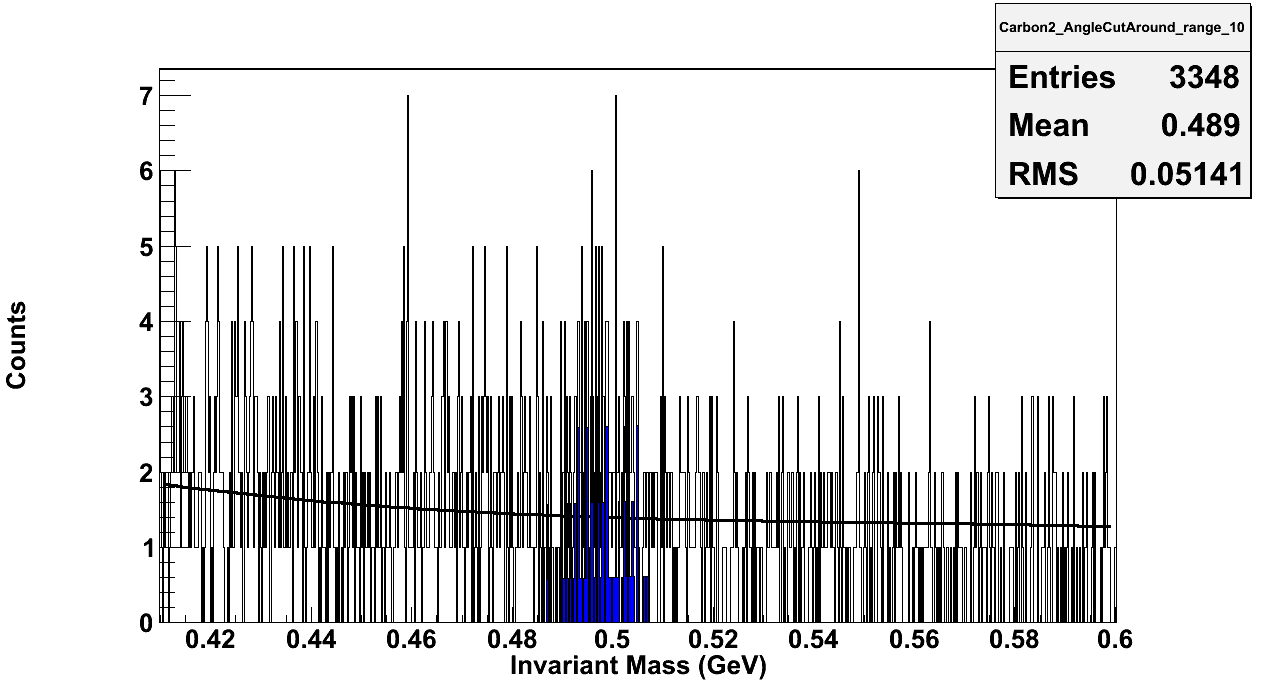 Carbon2_AngleCutAround_range_10
Entries 3348
Mean 0.489
RMS 0.05141
Counts
7
6
5
4
3
2
1
0
0.42 0.44 0.46 0.48 0.5 0.52 0.54 0.56 0.58 0.6
Invariant Mass (GeV)